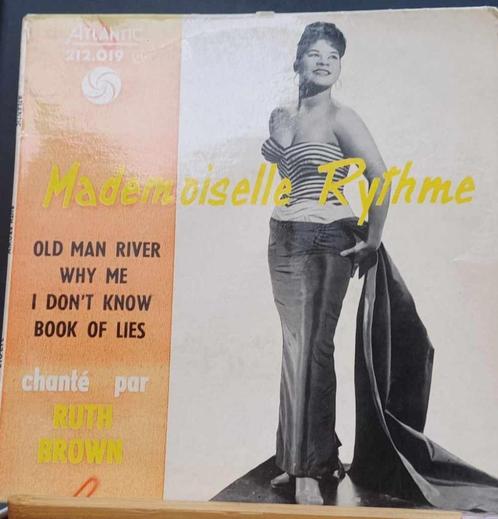 ATLANTIC
212.019
Mademoiselle Rythme
OLD MAN RIVER
WHY ME
I DON'T KNOW
BOOK OF LIES
chanté par
RUTH
BROWN